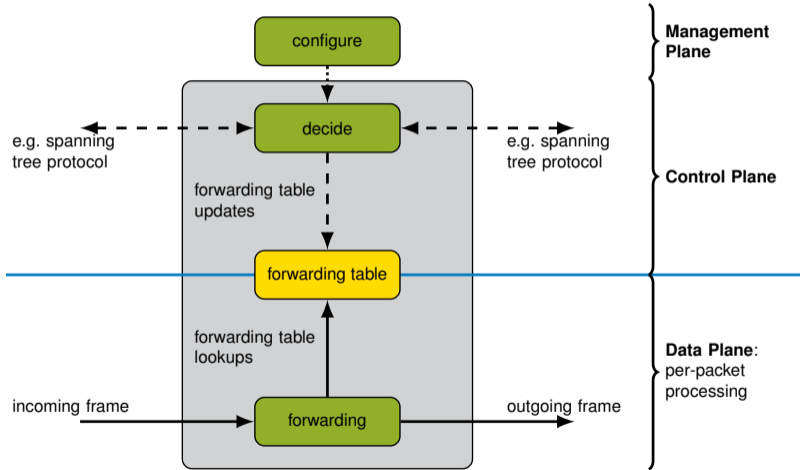 configure
Management
Plane
decide
e.g. spanning
tree protocol
e.g. spanning
tree protocol
Control Plane
forwarding table
updates
forwarding table
forwarding table
lookups
Data Plane:
per-packet
processing
incoming frame
forwarding
outgoing frame